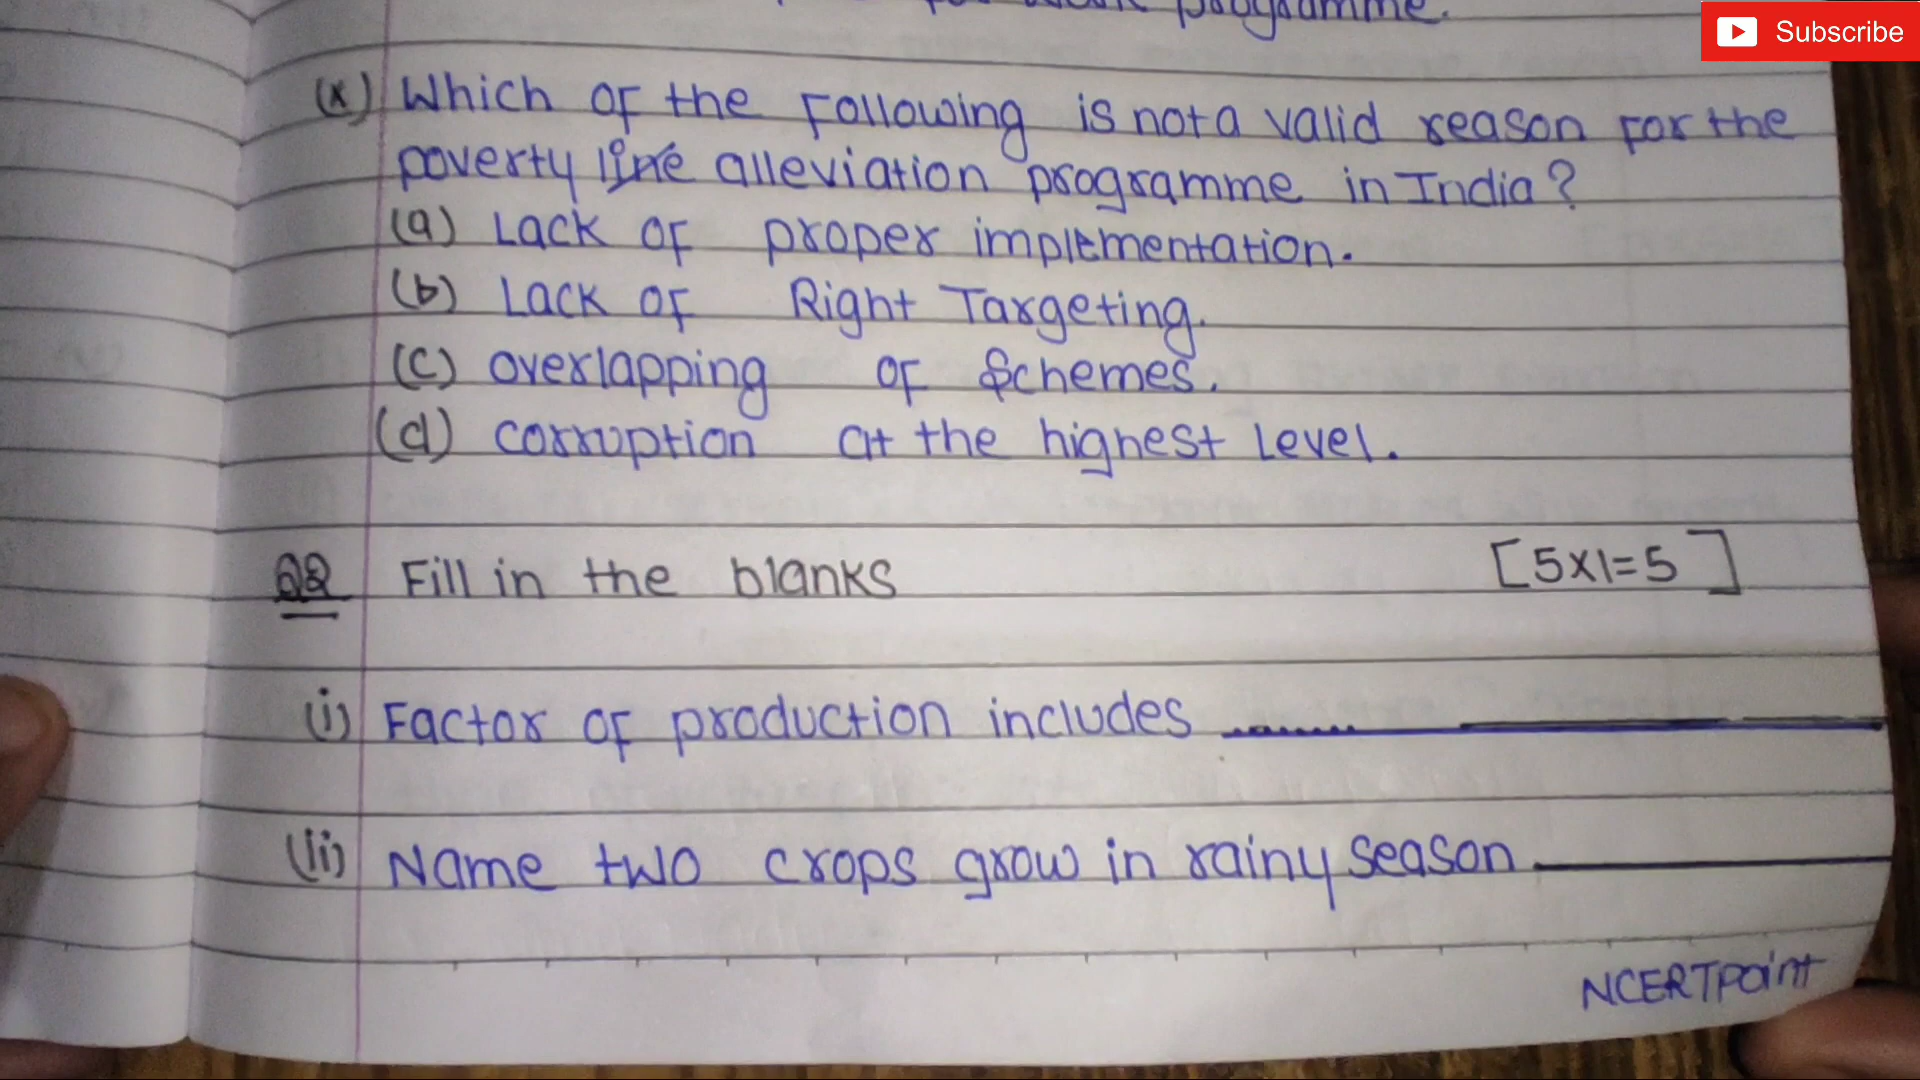 programme.
Subscribe
(x) Which of the Following is not a valid reason for the
poverty line alleviation programme in India?
(a) Lack of proper implementation.
(b) Lack of Right Targeting.
(c) overlapping of Schemes.
(d) corruption at the highest Level.
Q2 Fill in the blanks [5x1=5]
(i) Factor of production includes
(ii) Name two crops grow in rainy season
NCERTPoint